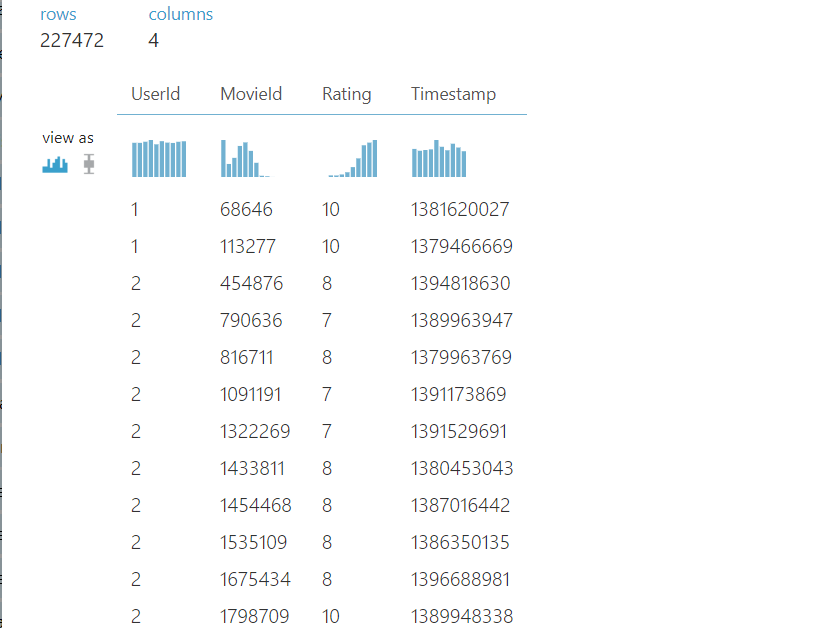 rows columns
227472 4
UserId MovieId Rating Timestamp
view as
1 68646 10 1381620027
1 113277 10 1379466669
2 454876 8 1394818630
2 790636 7 1389963947
2 816711 8 1379963769
2 1091191 7 1391173869
2 1322269 7 1391529691
2 1433811 8 1380453043
2 1454468 8 1387016442
2 1535109 8 1386350135
2 1675434 8 1396688981
2 1798709 10 1389948338